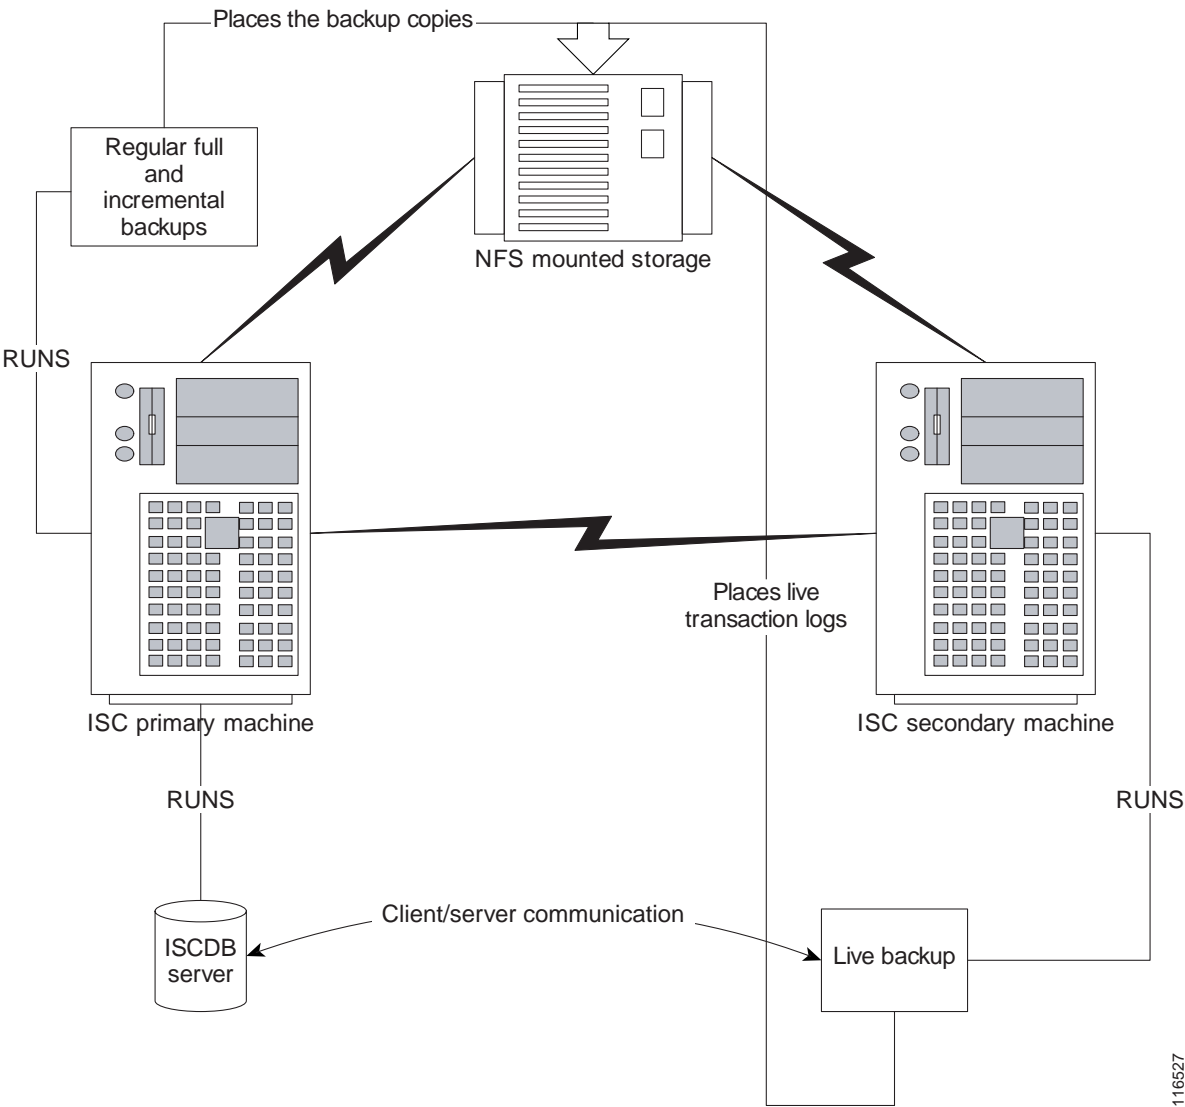 Places the backup copies
Regular full
and
incremental
backups
NFS mounted storage
RUNS
Places live
transaction logs
ISC primary machine
ISC secondary machine
RUNS
RUNS
Client/server communication
ISCDB
server
Live backup
116527